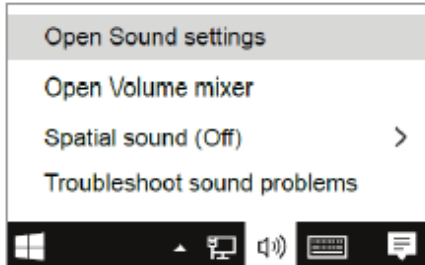 Open Sound settings
Open Volume mixer
Spatial sound (Off)
Troubleshoot sound problems